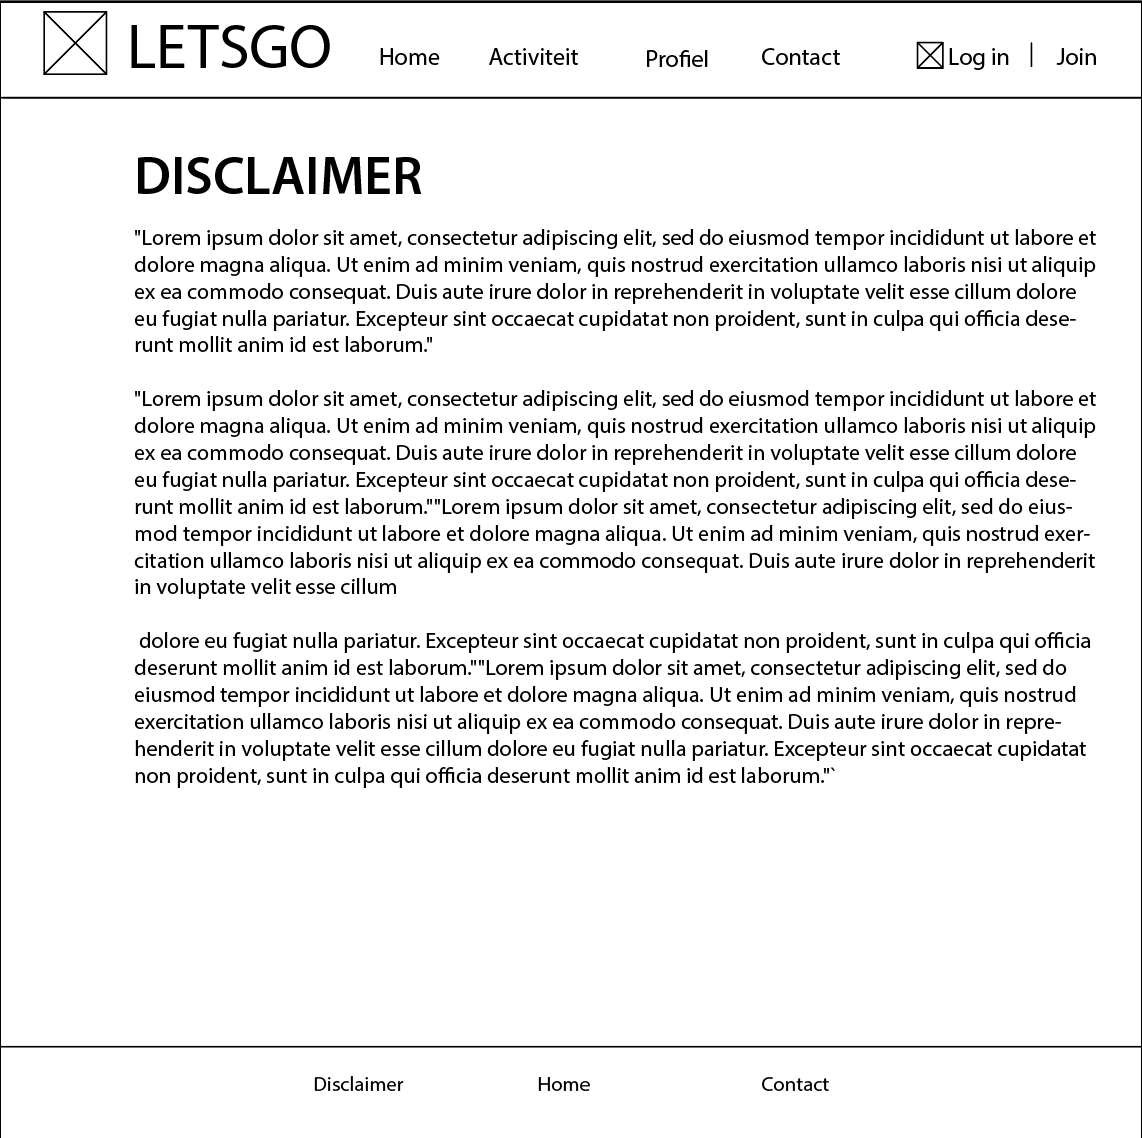 LETSGO Home Activiteit Profiel Contact Log in | Join
DISCLAIMER
"Lorem ipsum dolor sit amet, consectetur adipiscing elit, sed do eiusmod tempor incididunt ut labore et
dolore magna aliqua. Ut enim ad minim veniam, quis nostrud exercitation ullamco laboris nisi ut aliquip
ex ea commodo consequat. Duis aute irure dolor in reprehenderit in voluptate velit esse cillum dolore
eu fugiat nulla pariatur. Excepteur sint occaecat cupidatat non proident, sunt in culpa qui officia dese-
runt mollit anim id est laborum."
"Lorem ipsum dolor sit amet, consectetur adipiscing elit, sed do eiusmod tempor incididunt ut labore et
dolore magna aliqua. Ut enim ad minim veniam, quis nostrud exercitation ullamco laboris nisi ut aliquip
ex ea commodo consequat. Duis aute irure dolor in reprehenderit in voluptate velit esse cillum dolore
eu fugiat nulla pariatur. Excepteur sint occaecat cupidatat non proident, sunt in culpa qui officia dese-
runt mollit anim id est laborum.""Lorem ipsum dolor sit amet, consectetur adipiscing elit, sed do eius-
mod tempor incididunt ut labore et dolore magna aliqua. Ut enim ad minim veniam, quis nostrud exer-
citation ullamco laboris nisi ut aliquip ex ea commodo consequat. Duis aute irure dolor in reprehenderit
in voluptate velit esse cillum
dolore eu fugiat nulla pariatur. Excepteur sint occaecat cupidatat non proident, sunt in culpa qui officia
deserunt mollit anim id est laborum.""Lorem ipsum dolor sit amet, consectetur adipiscing elit, sed do
eiusmod tempor incididunt ut labore et dolore magna aliqua. Ut enim ad minim veniam, quis nostrud
exercitation ullamco laboris nisi ut aliquip ex ea commodo consequat. Duis aute irure dolor in repre-
henderit in voluptate velit esse cillum dolore eu fugiat nulla pariatur. Excepteur sint occaecat cupidatat
non proident, sunt in culpa qui officia deserunt mollit anim id est laborum."`
Disclaimer Home Contact